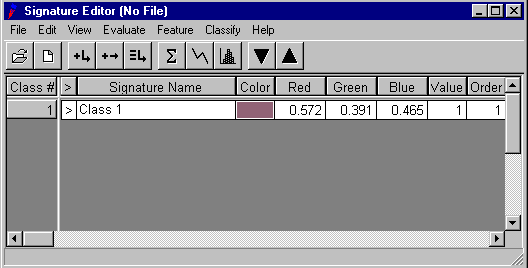 Signature Editor (No File)
File Edit View Evaluate Feature Classify Help
+L +→ ≡L Σ
Class # > Signature Name Color Red Green Blue Value Order
1 > Class 1 0.572 0.391 0.465 1 1